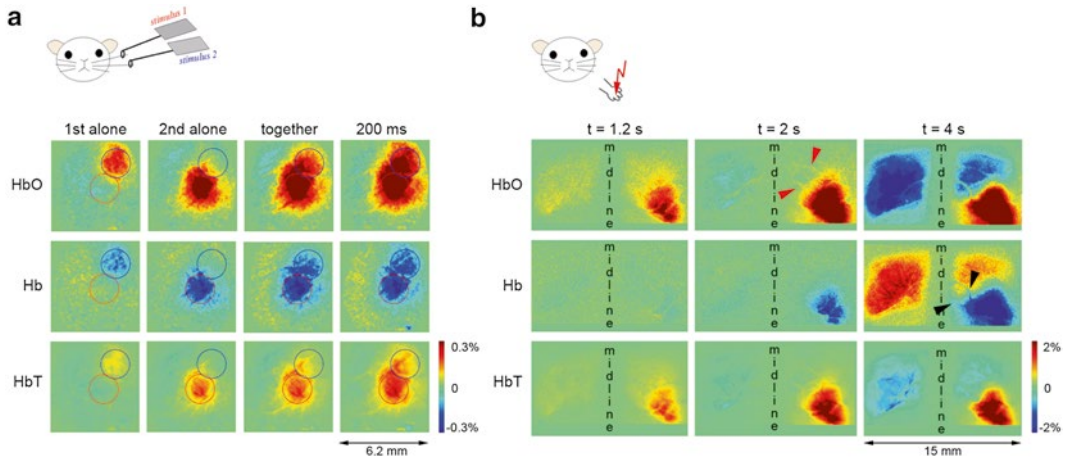 a
stimulus 1
stimulus 2
1st alone 2nd alone together 200 ms
HbO
Hb
HbT
0.3%
0
-0.3%
6.2 mm
b
t = 1.2 s t = 2 s t = 4 s
HbO
midline midline midline
Hb
midline midline midline
HbT
midline midline midline
2%
0
-2%
15 mm